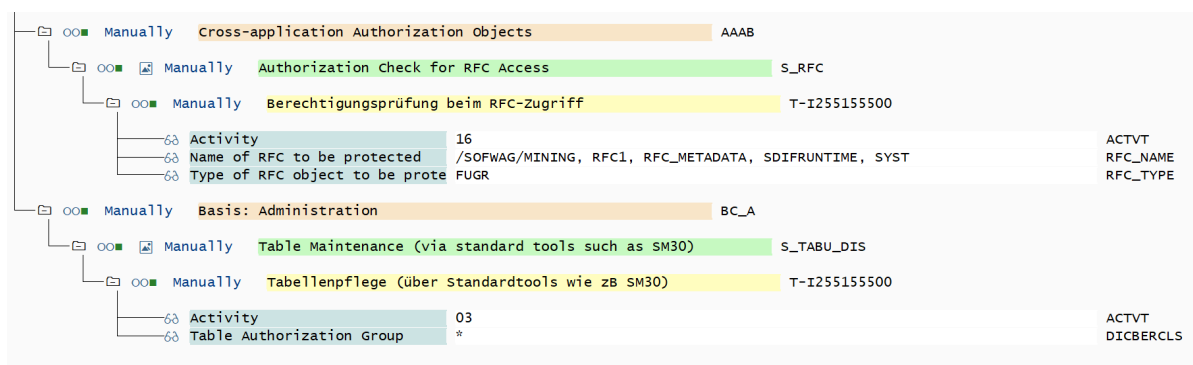 Manually Cross-application Authorization Objects AAAB
Manually Authorization Check for RFC Access S_RFC
Manually Berechtigungsprüfung beim RFC-Zugriff T-I255155500
Activity 16 ACTVT
Name of RFC to be protected /SOFWAG/MINING, RFC1, RFC_METADATA, SDIFRUNTIME, SYST RFC_NAME
Type of RFC object to be prote FUGR RFC_TYPE
Manually Basis: Administration BC_A
Manually Table Maintenance (via standard tools such as SM30) S_TABU_DIS
Manually Tabellenpflege (über Standardtools wie zB SM30) T-I255155500
Activity 03 ACTVT
Table Authorization Group * DICBERCLS